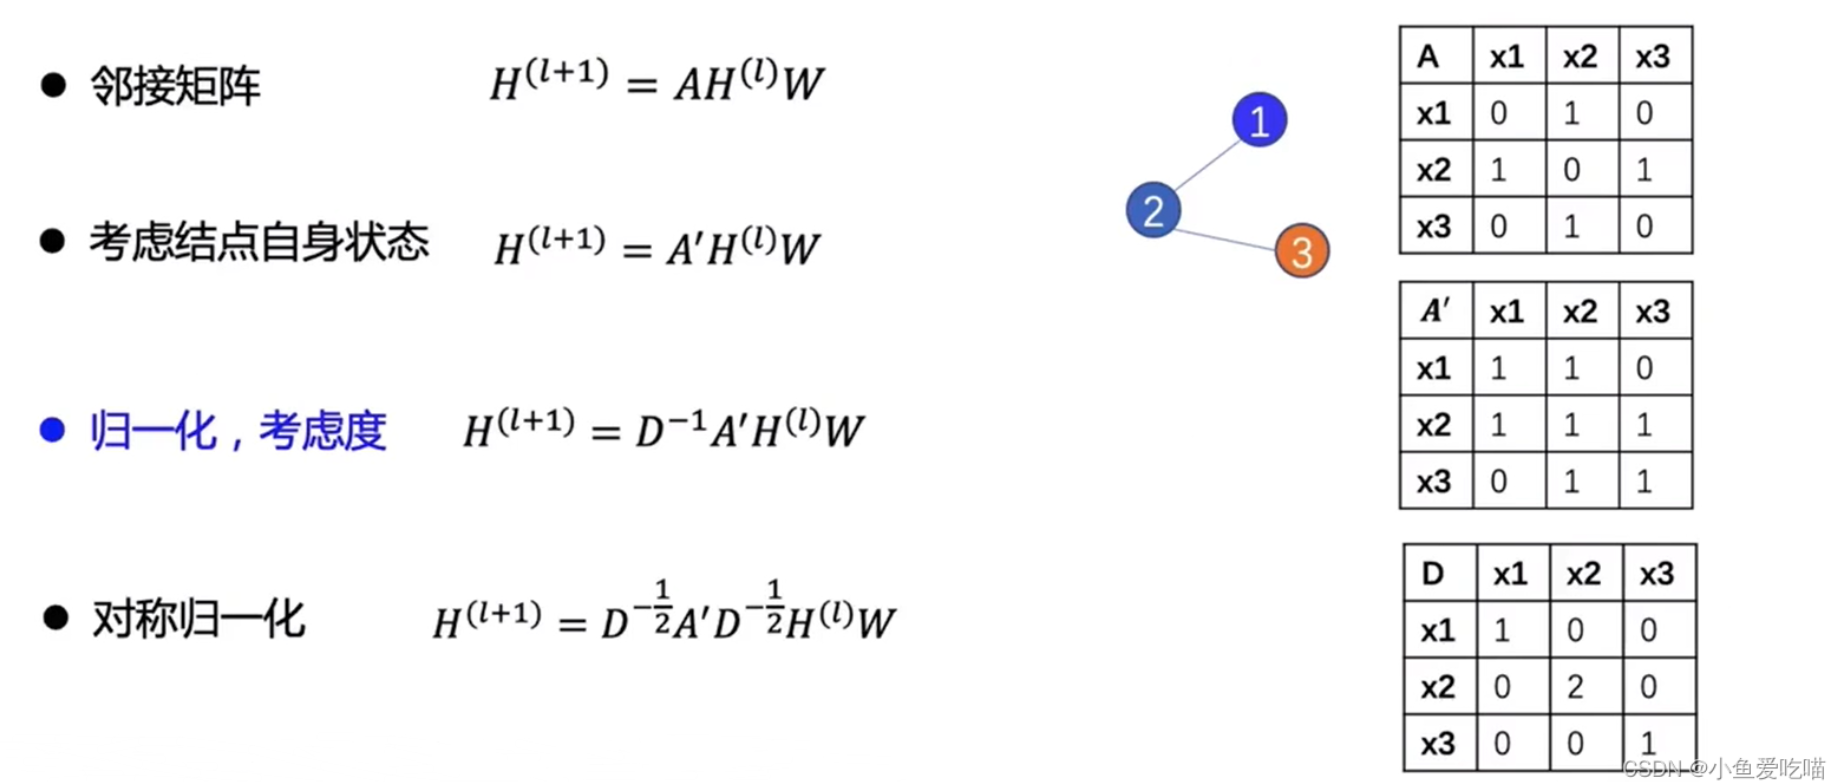 ● 邻接矩阵 H^(l+1) = AH^(l)W
● 考虑结点自身状态 H^(l+1) = A′H^(l)W
● 归一化，考虑度 H^(l+1) = D^−1A′H^(l)W
● 对称归一化 H^(l+1) = D^−1/2A′D^−1/2H^(l)W
1
2
3
A x1 x2 x3
x1 0 1 0
x2 1 0 1
x3 0 1 0
A′ x1 x2 x3
x1 1 1 0
x2 1 1 1
x3 0 1 1
D x1 x2 x3
x1 1 0 0
x2 0 2 0
x3 0 0 1
CSDN @小鱼爱吃喵